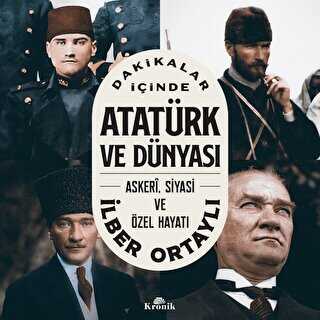 DAKİKALAR
İÇİNDE
ATATÜRK
VE DÜNYASI
ASKERÎ, SİYASİ
VE
ÖZEL HAYATI
İLBER ORTAYLI
Kronik